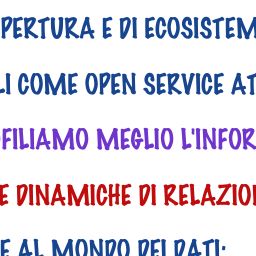 PERTURA E DI ECOSISTEM
LI COME OPEN SERVICE AT
FILIAMO MEGLIO L'INFOR
E DINAMICHE DI RELAZIO
E AL MONDO DEI DATI: